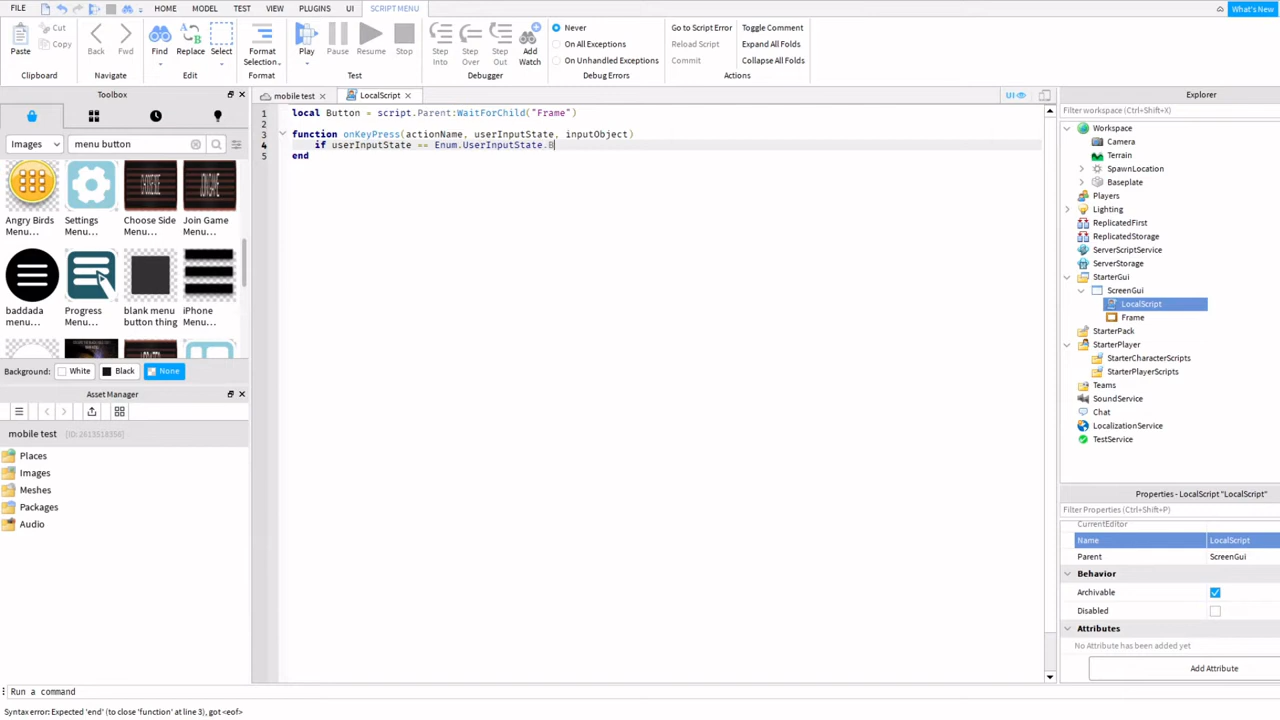 FILE HOME MODEL TEST VIEW PLUGINS UI SCRIPT MENU What's New
Paste Cut Copy Clipboard
Back Fwd Navigate
Find Replace Select Edit
Format Selection Format
Play Pause Resume Stop Test
Step Into Step Over Step Out Add Watch Debugger
Never
On All Exceptions
On Unhandled Exceptions
Debug Errors
Go to Script Error Toggle Comment
Reload Script Expand All Folds
Commit Collapse All Folds
Actions
Toolbox
Images menu button
Angry Birds Menu...
Settings Menu...
Choose Side Menu...
Join Game Menu...
baddada menu...
Progress Menu...
blank menu button thing
iPhone Menu...
Background: White Black None
Asset Manager
mobile test [ID:2613518356]
Places
Images
Meshes
Packages
Audio
mobile test LocalScript UI
1 local Button = script.Parent:WaitForChild("Frame")
2
3 function onKeyPress(actionName, userInputState, inputObject)
4 if userInputState == Enum.UserInputState.B
5 end
Explorer
Filter workspace (Ctrl+Shift+X)
Workspace
Camera
Terrain
SpawnLocation
Baseplate
Players
Lighting
ReplicatedFirst
ReplicatedStorage
ServerScriptService
ServerStorage
StarterGui
ScreenGui
LocalScript
Frame
StarterPack
StarterPlayer
StarterCharacterScripts
StarterPlayerScripts
Teams
SoundService
Chat
LocalizationService
TestService
Properties - LocalScript "LocalScript"
Filter Properties (Ctrl+Shift+P)
CurrentEditor
Name LocalScript
Parent ScreenGui
Behavior
Archivable
Disabled
Attributes
No Attribute has been added yet
Add Attribute
Run a command
Syntax error: Expected 'end' (to close 'function' at line 3), got <eof>